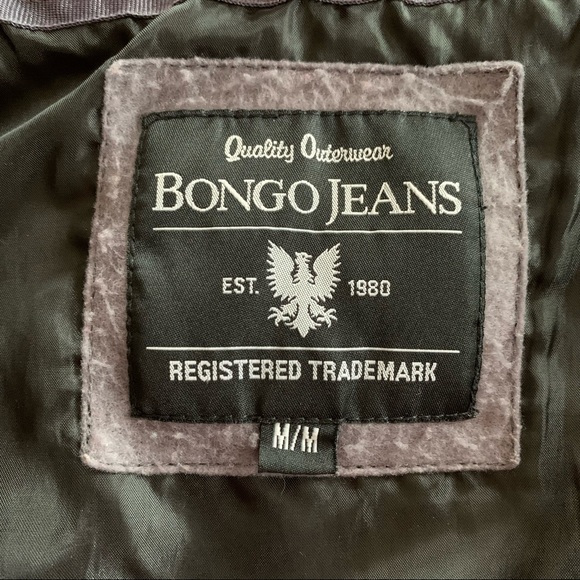 Quality Outerwear
BONGO JEANS
EST. 1980
REGISTERED TRADEMARK
M/M